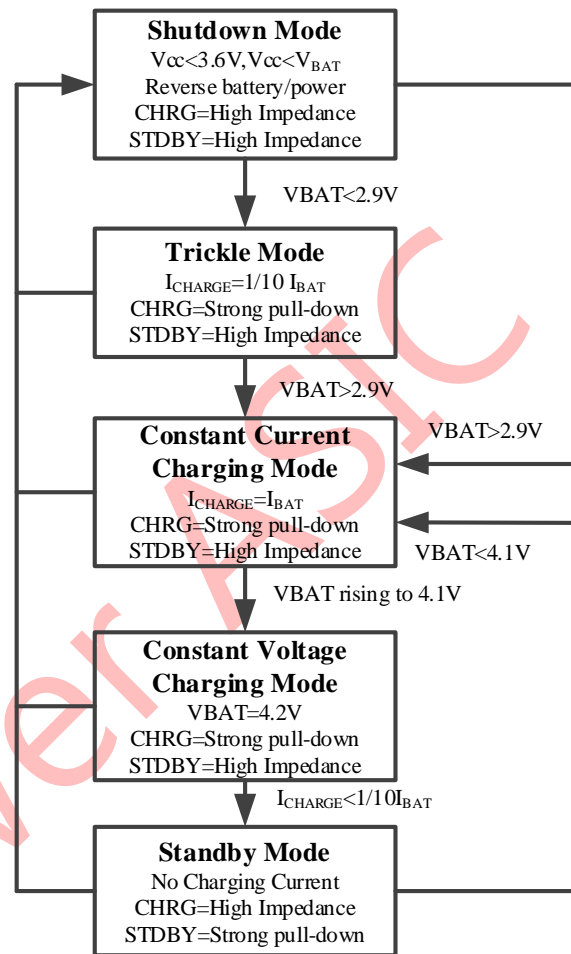 Shutdown Mode
Vcc<3.6V,Vcc<VBAT
Reverse battery/power
CHRG=High Impedance
STDBY=High Impedance
VBAT<2.9V
Trickle Mode
ICHARGE=1/10 IBAT
CHRG=Strong pull-down
STDBY=High Impedance
VBAT>2.9V
Constant Current
Charging Mode
ICHARGE=IBAT
CHRG=Strong pull-down
STDBY=High Impedance
VBAT>2.9V
VBAT<4.1V
VBAT rising to 4.1V
Constant Voltage
Charging Mode
VBAT=4.2V
CHRG=Strong pull-down
STDBY=High Impedance
ICHARGE<1/10IBAT
Standby Mode
No Charging Current
CHRG=High Impedance
STDBY=Strong pull-down
ver ASIC